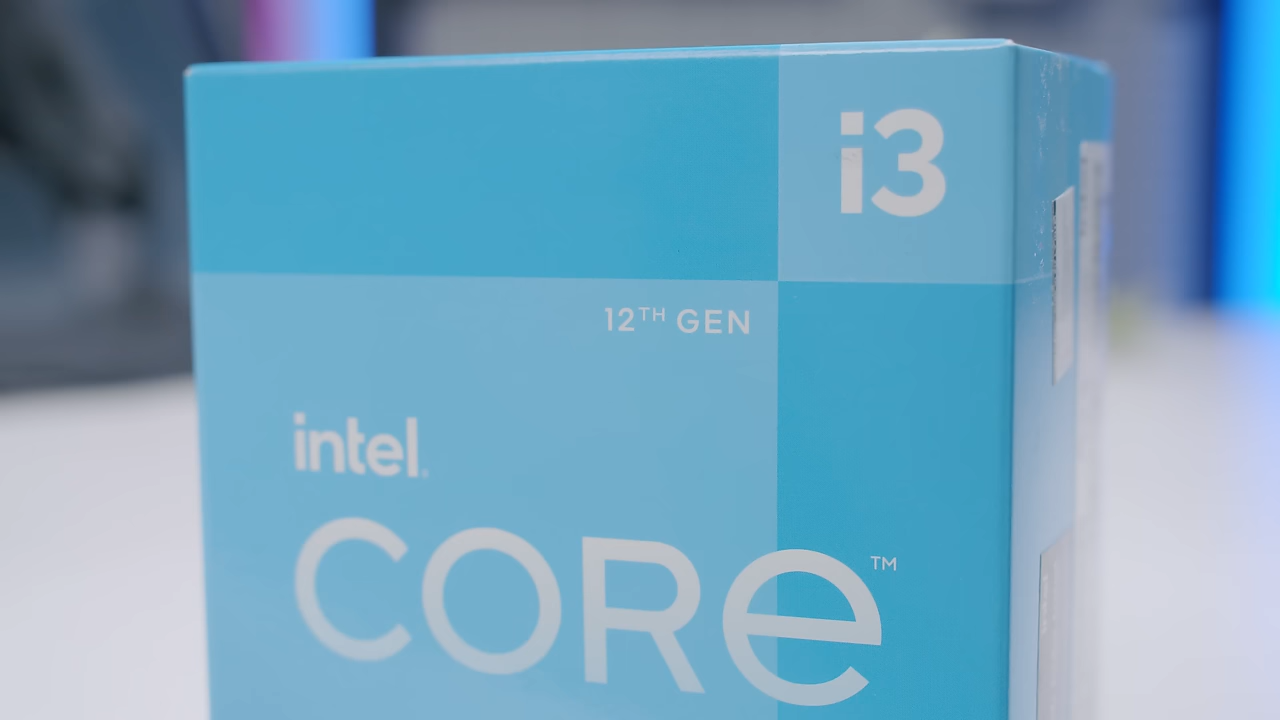 i3
12TH GEN
intel.
CORe™